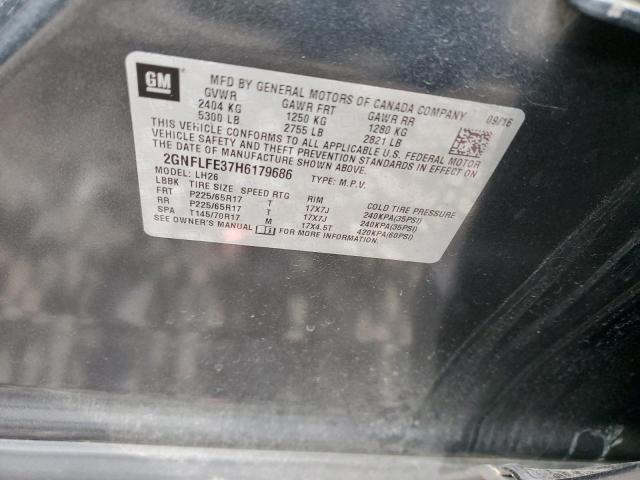 GM
MFD BY GENERAL MOTORS OF CANADA COMPANY 09/16
GVWR GAWR FRT GAWR RR
2404 KG 1250 KG 1280 KG
5300 LB 2755 LB 2821 LB
THIS VEHICLE CONFORMS TO ALL APPLICABLE U.S. FEDERAL MOTOR
VEHICLE SAFETY AND THEFT PREVENTION STANDARDS IN EFFECT ON
THE DATE OF MANUFACTURE SHOWN ABOVE.
2GNFLFE37H6179686 TYPE: M.P.V.
MODEL: LH26
LBBK TIRE SIZE SPEED RTG RIM COLD TIRE PRESSURE
FRT P225/65R17 T 17X7J 240KPA(35PSI)
RR P225/65R17 T 17X7J 240KPA(35PSI)
SPA T145/70R17 M 17X4.5T 420KPA(60PSI)
SEE OWNER'S MANUAL FOR MORE INFORMATION.